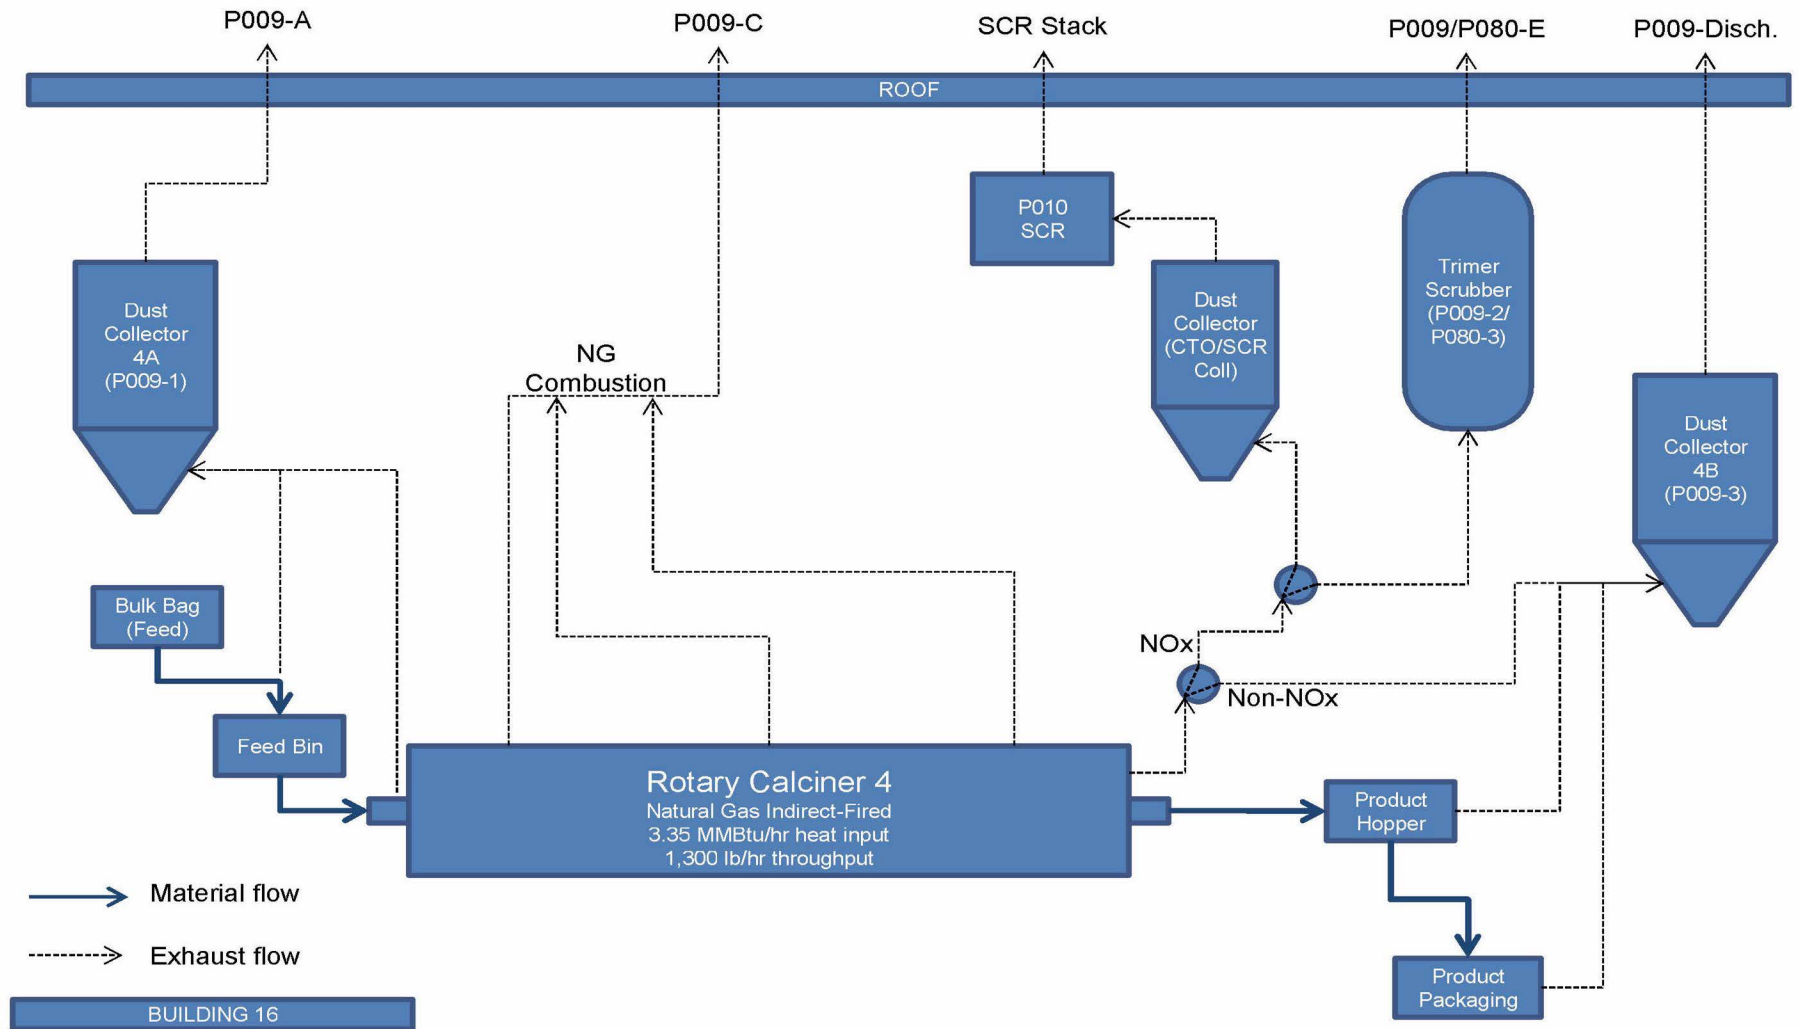 P009-A
P009-C
SCR Stack
P009/P080-E
P009-Disch.
ROOF
P010
SCR
Dust
Collector
4A
(P009-1)
NG
Combustion
Dust
Collector
(CTO/SCR
Coll)
Trimer
Scrubber
(P009-2/
P080-3)
Dust
Collector
4B
(P009-3)
Bulk Bag
(Feed)
NOx
Non-NOx
Feed Bin
Rotary Calciner 4
Natural Gas Indirect-Fired
3.35 MMBtu/hr heat input
1,300 lb/hr throughput
Product
Hopper
Material flow
Exhaust flow
Product
Packaging
BUILDING 16